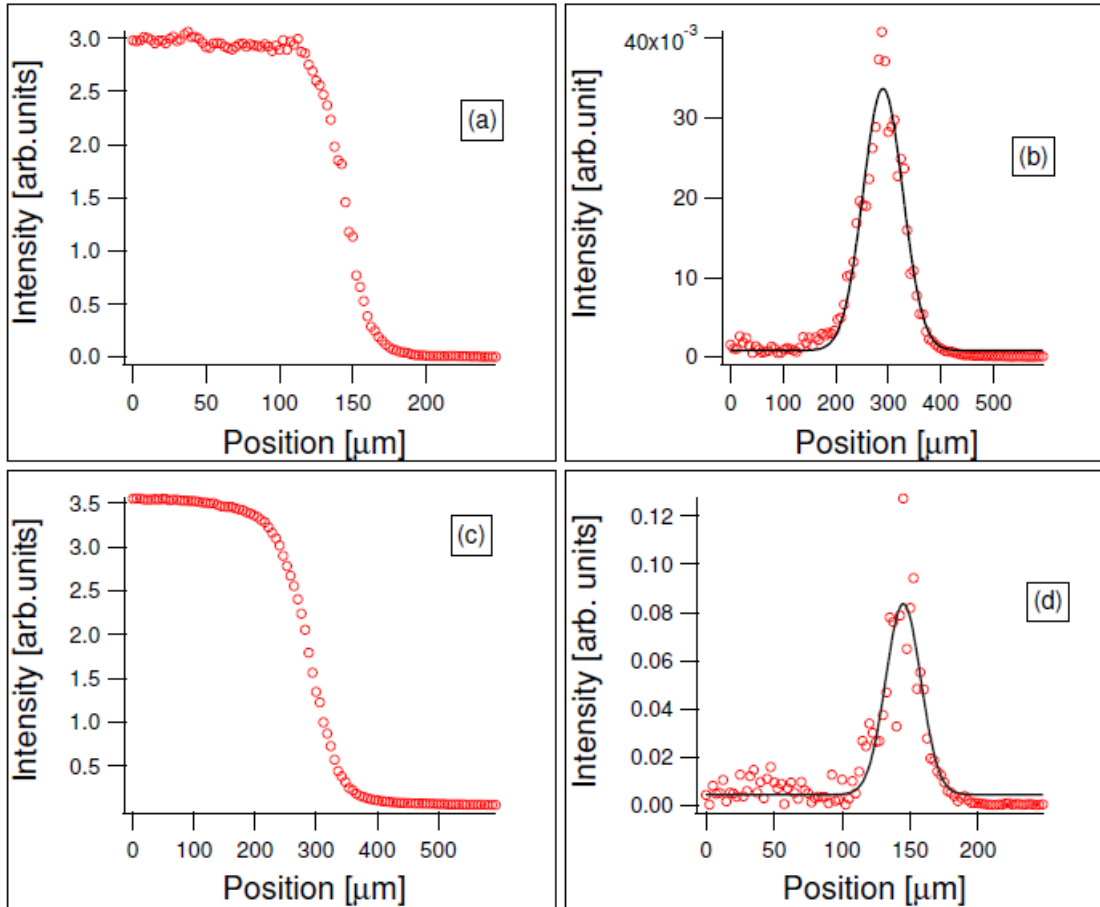 3.0
2.5
2.0
1.5
1.0
0.5
0.0
Intensity [arb.units]
(a)
0 50 100 150 200
Position [μm]
40x10⁻³
30
20
10
0
Intensity [arb.unit]
(b)
0 100 200 300 400 500
Position [μm]
3.5
3.0
2.5
2.0
1.5
1.0
0.5
Intensity [arb.units]
(c)
0 100 200 300 400 500
Position [μm]
0.12
0.10
0.08
0.06
0.04
0.02
0.00
Intensity [arb. units]
(d)
0 50 100 150 200
Position [μm]